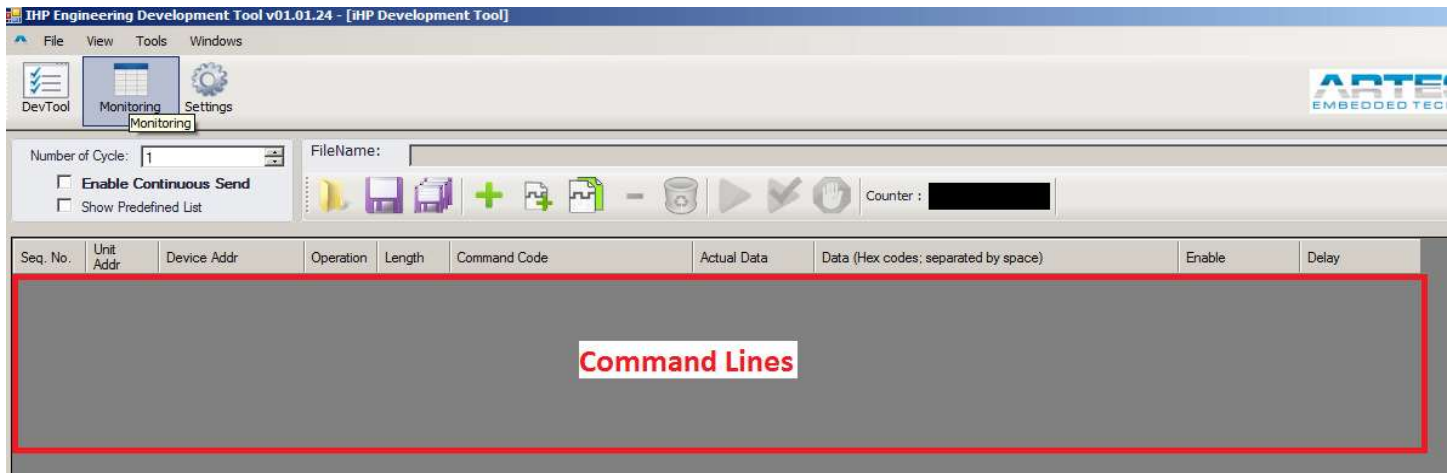 IHP Engineering Development Tool v01.01.24 - [iHP Development Tool]
File View Tools Windows
DevTool Monitoring Settings
Monitoring
EMBEDDED
Number of Cycle: 1
FileName:
Enable Continuous Send
Show Predefined List
Counter :
Seq. No. Unit Addr Device Addr Operation Length Command Code Actual Data Data (Hex codes; separated by space) Enable Delay
Command Lines